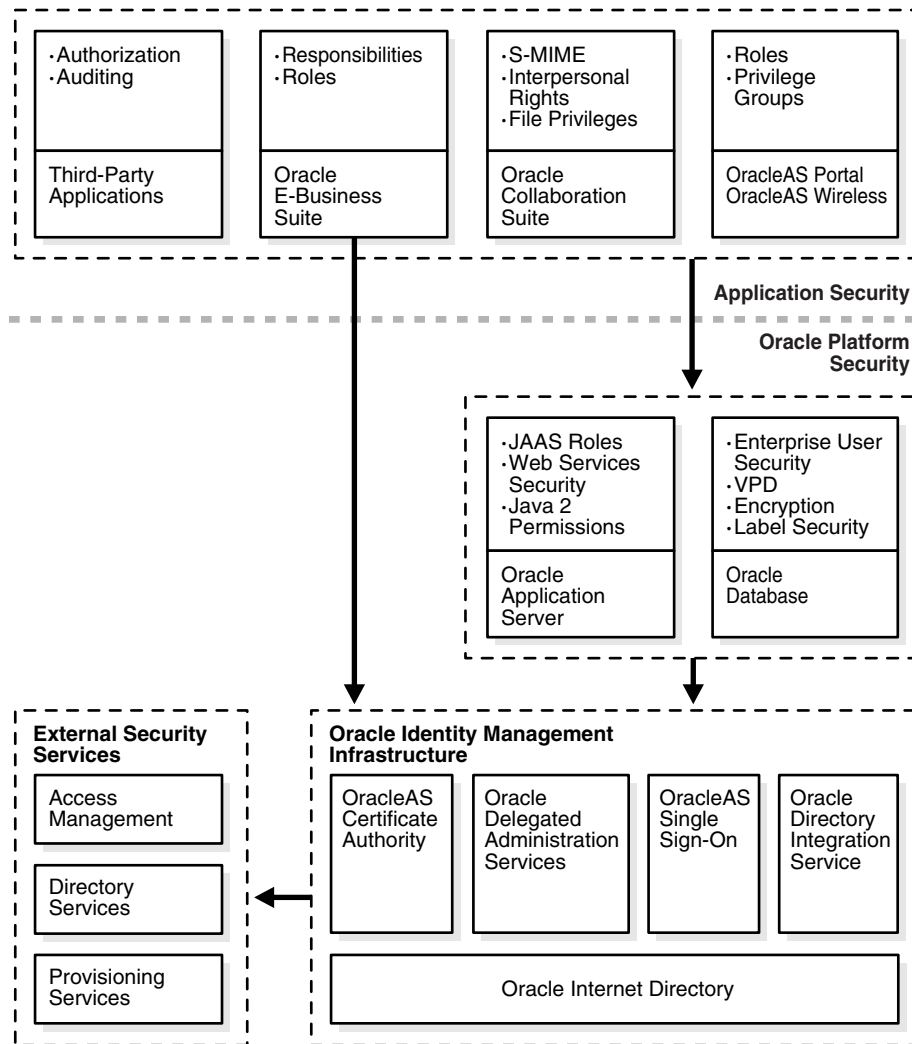 ·Authorization
·Auditing
Third-Party
Applications
·Responsibilities
·Roles
Oracle
E-Business
Suite
·S-MIME
·Interpersonal
Rights
·File Privileges
Oracle
Collaboration
Suite
·Roles
·Privilege
Groups
OracleAS Portal
OracleAS Wireless
Application Security
Oracle Platform
Security
·JAAS Roles
·Web Services
Security
·Java 2
Permissions
Oracle
Application
Server
·Enterprise User
Security
·VPD
·Encryption
·Label Security
Oracle
Database
External Security
Services
Access
Management
Directory
Services
Provisioning
Services
Oracle Identity Management
Infrastructure
OracleAS
Certificate
Authority
Oracle
Delegated
Administration
Services
OracleAS
Single
Sign-On
Oracle
Directory
Integration
Service
Oracle Internet Directory